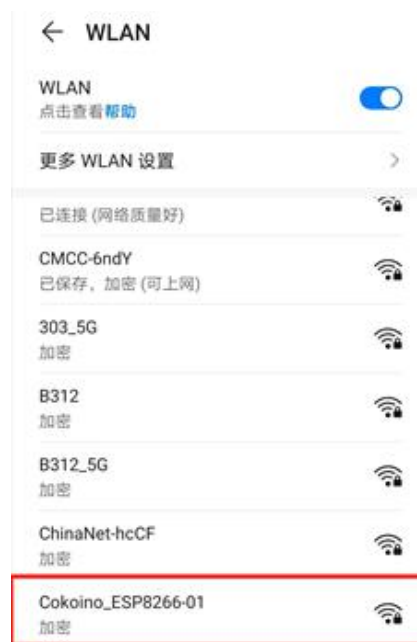 WLAN
WLAN
点击查看帮助
更多 WLAN 设置
已连接 (网络质量好)
CMCC-6ndY
已保存，加密 (可上网)
303_5G
加密
B312
加密
B312_5G
加密
ChinaNet-hcCF
加密
Cokoino_ESP8266-01
加密